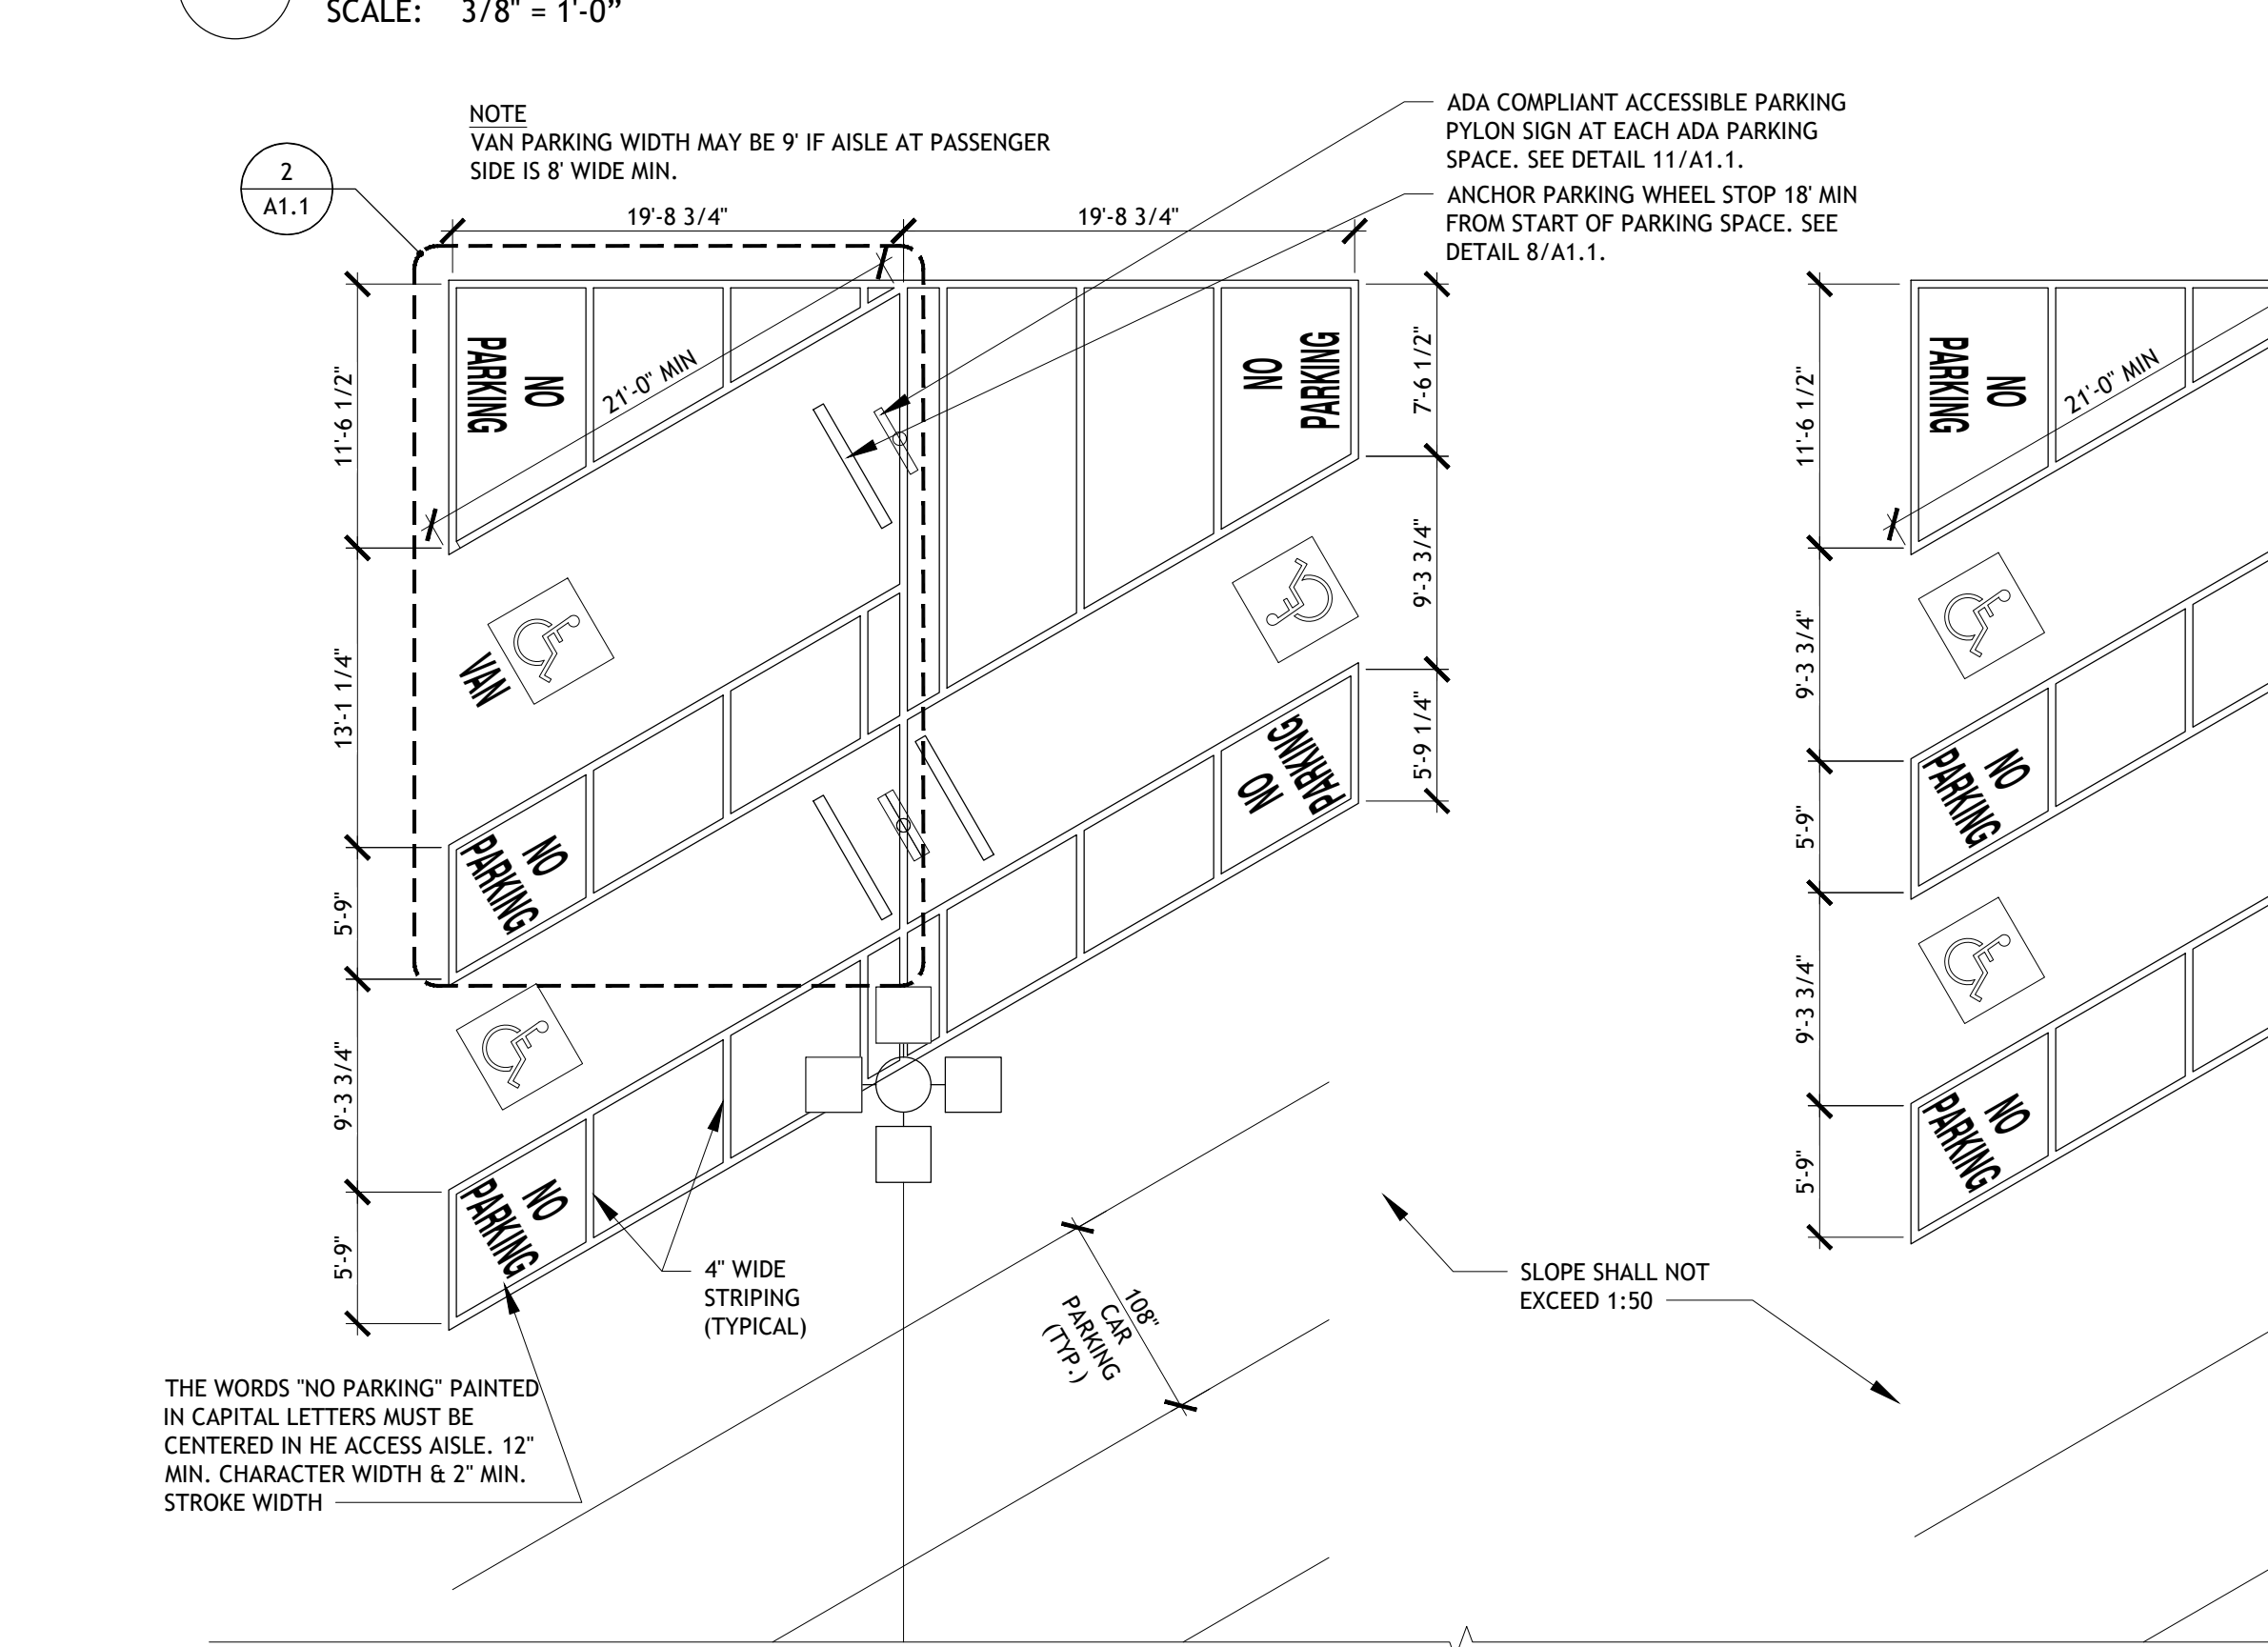 SCALE: 3/8" = 1'-0”
NOTE
VAN PARKING WIDTH MAY BE 9' IF AISLE AT PASSENGER
SIDE IS 8' WIDE MIN.
2
A1.1
ADA COMPLIANT ACCESSIBLE PARKING
PYLON SIGN AT EACH ADA PARKING
SPACE. SEE DETAIL 11/A1.1.
ANCHOR PARKING WHEEL STOP 18' MIN
FROM START OF PARKING SPACE. SEE
DETAIL 8/A1.1.
19'-8 3/4"
19'-8 3/4"
11'-6 1/2"
13'-1 1/4"
5'-9"
9'-3 3/4"
5'-9"
NO
PARKING
21'-0" MIN
VAN
NO
PARKING
NO
PARKING
NO
PARKING
NO
PARKING
7'-6 1/2"
9'-3 3/4"
5'-9 1/4"
4" WIDE
STRIPING
(TYPICAL)
THE WORDS "NO PARKING" PAINTED
IN CAPITAL LETTERS MUST BE
CENTERED IN HE ACCESS AISLE. 12"
MIN. CHARACTER WIDTH & 2" MIN.
STROKE WIDTH
108"
CAR
PARKING
(TYP.)
SLOPE SHALL NOT
EXCEED 1:50
11'-6 1/2"
9'-3 3/4"
5'-9"
9'-3 3/4"
5'-9"
NO
PARKING
21'-0" MIN
NO
PARKING
NO
PARKING